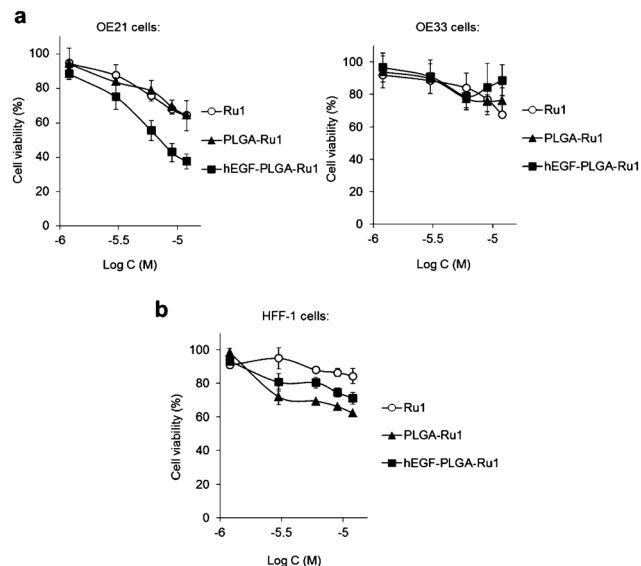 a
OE21 cells:
100
80
60
40
20
0
Cell viability (%)
-6
-5.5
-5
Log C (M)
Ru1
PLGA-Ru1
hEGF-PLGA-Ru1
OE33 cells:
100
80
60
40
20
0
Cell viability (%)
-6
-5.5
-5
Log C (M)
Ru1
PLGA-Ru1
hEGF-PLGA-Ru1
b
HFF-1 cells:
100
80
60
40
20
0
Cell viability (%)
-6
-5.5
-5
Log C (M)
Ru1
PLGA-Ru1
hEGF-PLGA-Ru1